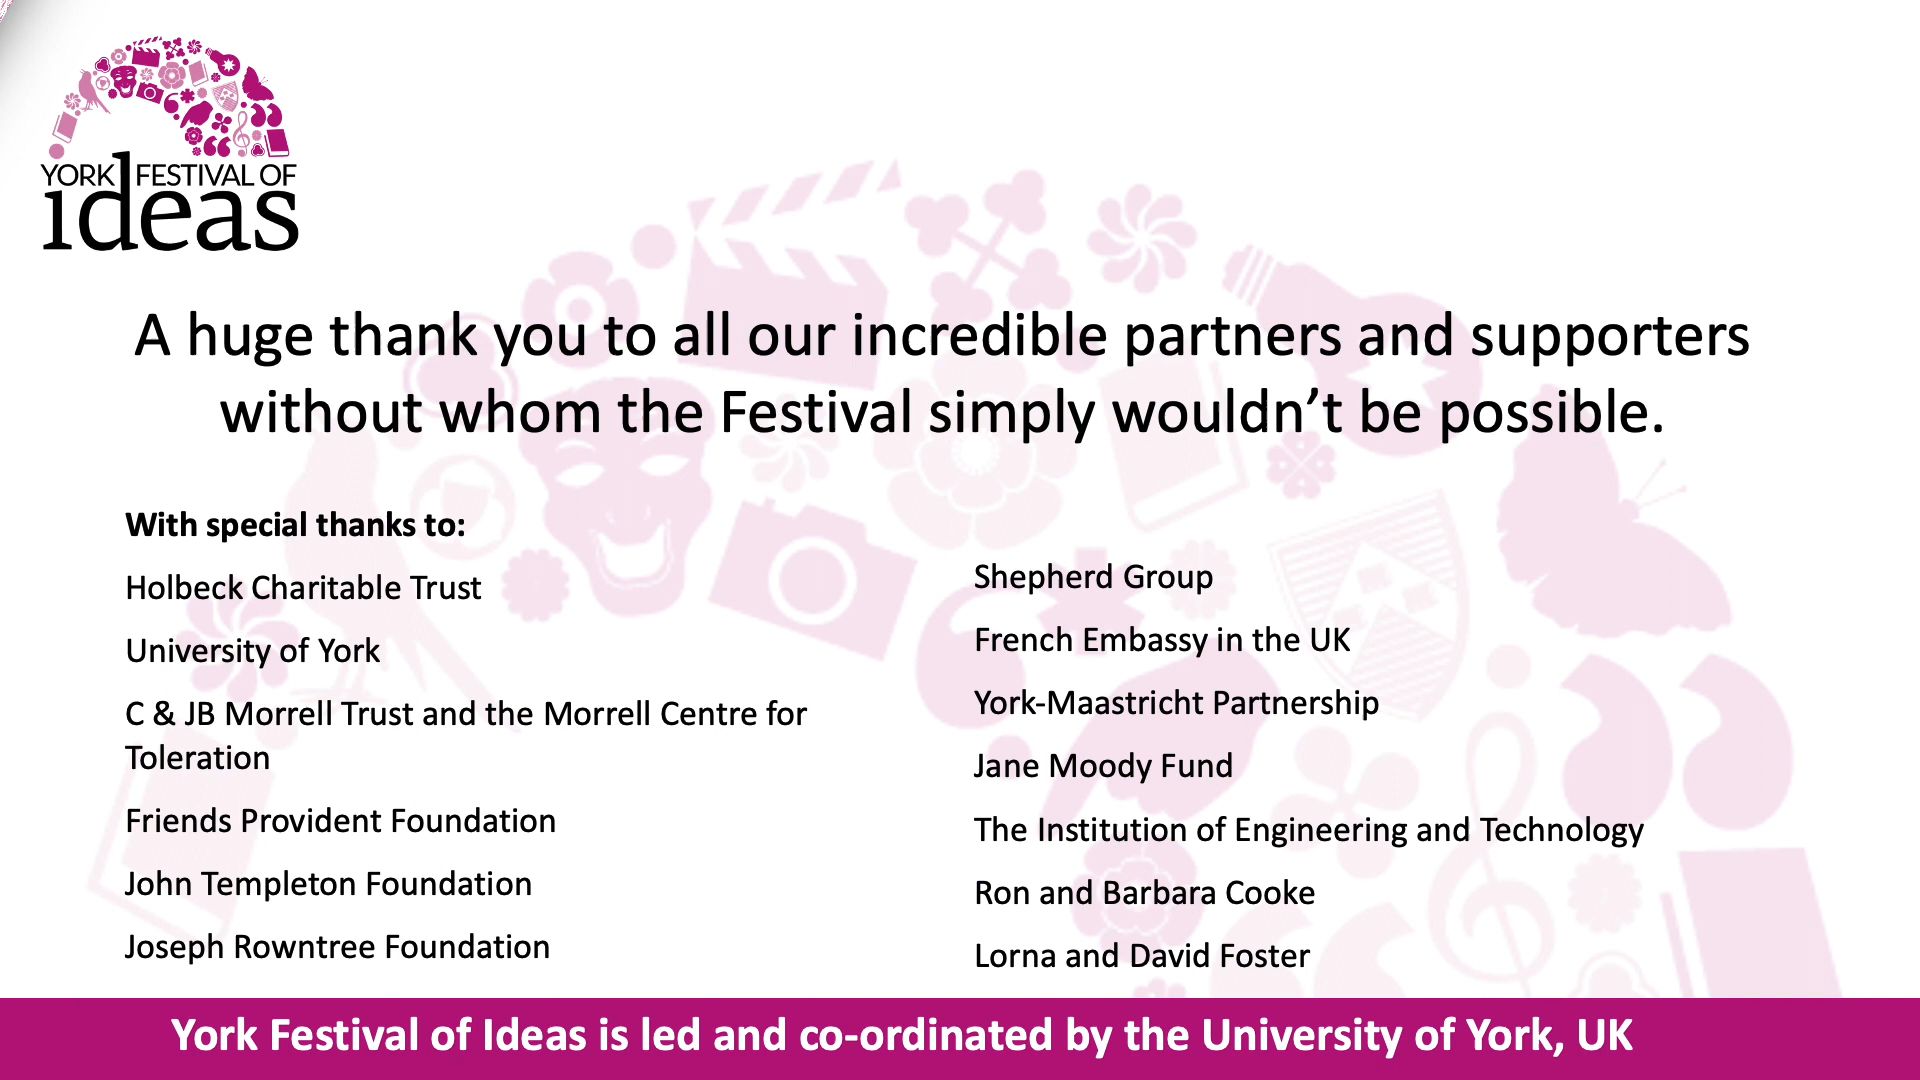 YORK FESTIVAL OF
ideas
A huge thank you to all our incredible partners and supporters
without whom the Festival simply wouldn’t be possible.
With special thanks to:
Holbeck Charitable Trust
University of York
C & JB Morrell Trust and the Morrell Centre for
Toleration
Friends Provident Foundation
John Templeton Foundation
Joseph Rowntree Foundation
Shepherd Group
French Embassy in the UK
York-Maastricht Partnership
Jane Moody Fund
The Institution of Engineering and Technology
Ron and Barbara Cooke
Lorna and David Foster
York Festival of Ideas is led and co-ordinated by the University of York, UK